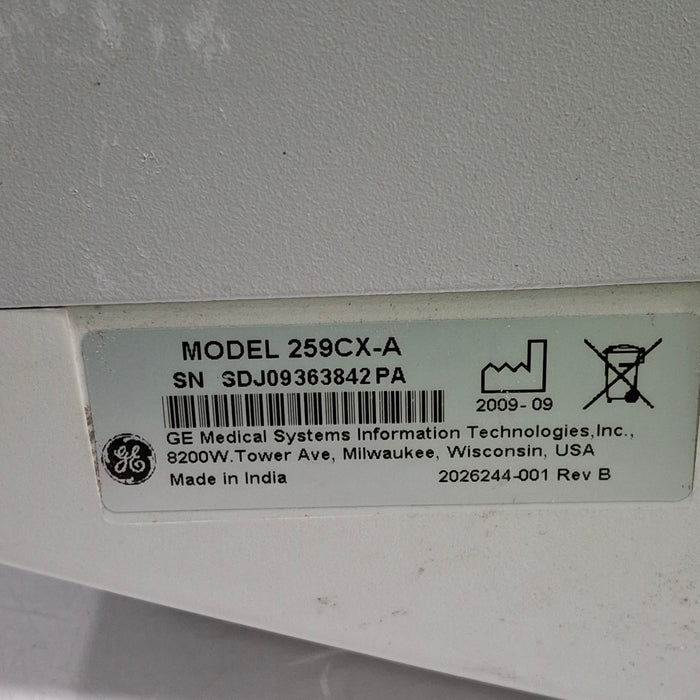 MODEL 259CX-A
SN SDJ09363842PA
2009-09
GE
GE Medical Systems Information Technologies,Inc.,
8200W.Tower Ave, Milwaukee, Wisconsin, USA
Made in India
2026244-001 Rev B